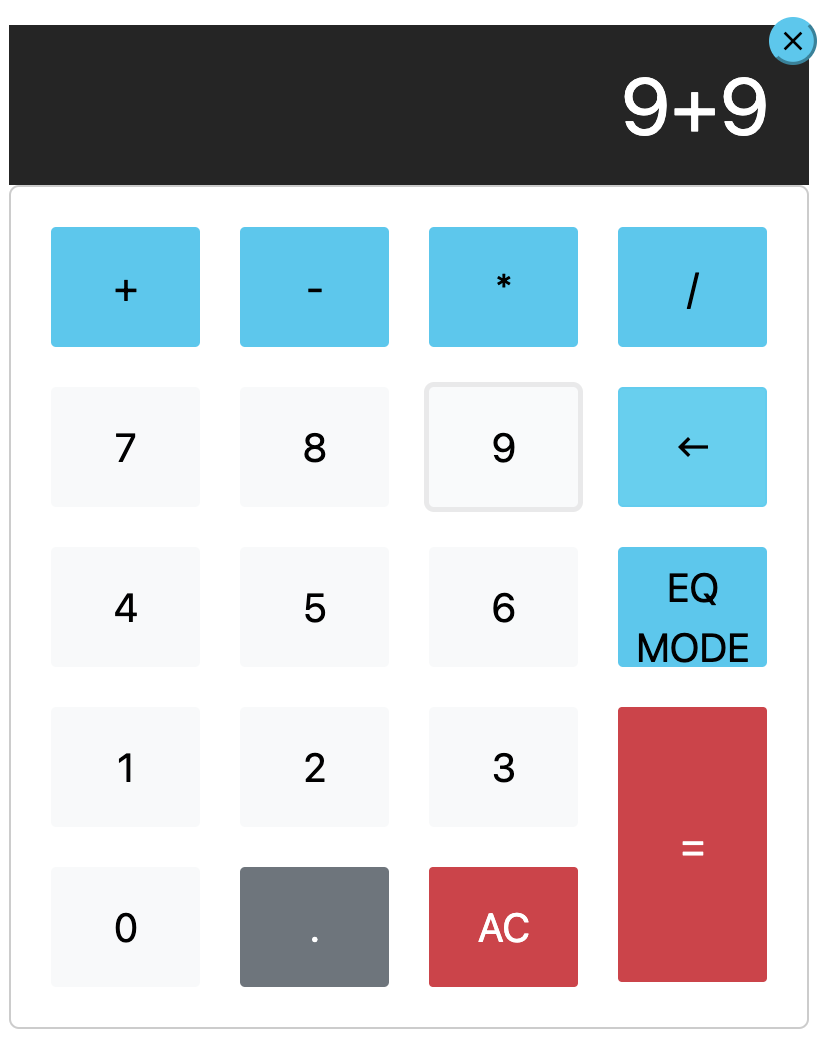 ×
9+9
+ - * /
7 8 9 ←
4 5 6 EQ
MODE
1 2 3
=
0 . AC